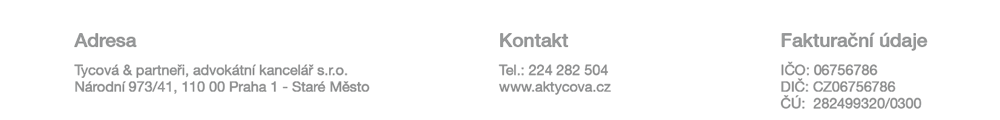 Adresa
Tycová & partneři, advokátní kancelář s.r.o.
Národní 973/41, 110 00 Praha 1 - Staré Město
Kontakt
Tel.: 224 282 504
www.aktycova.cz
Fakturační údaje
IČO: 06756786
DIČ: CZ06756786
ČÚ: 282499320/0300